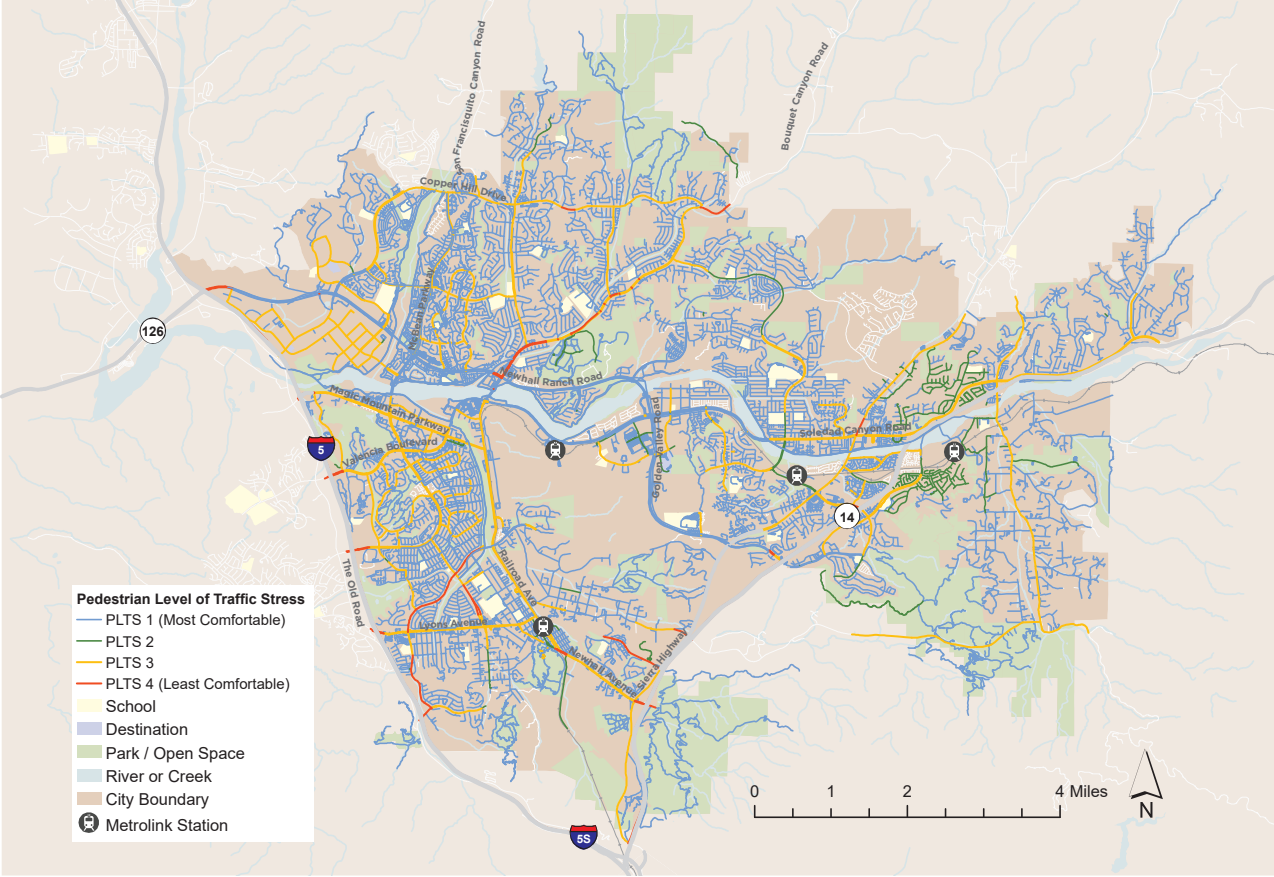 San Francisquito Canyon Road
Bouquet Canyon Road
Copper Hill Drive
McBean Parkway
126
Newhall Ranch Road
Magic Mountain Parkway
Valencia Boulevard
5
Golden Valley Road
Soledad Canyon Road
14
The Old Road
Railroad Ave
Lyons Avenue
Newhall Avenue
Sierra Highway
5S
Pedestrian Level of Traffic Stress
PLTS 1 (Most Comfortable)
PLTS 2
PLTS 3
PLTS 4 (Least Comfortable)
School
Destination
Park / Open Space
River or Creek
City Boundary
Metrolink Station
0 1 2 4 Miles
N